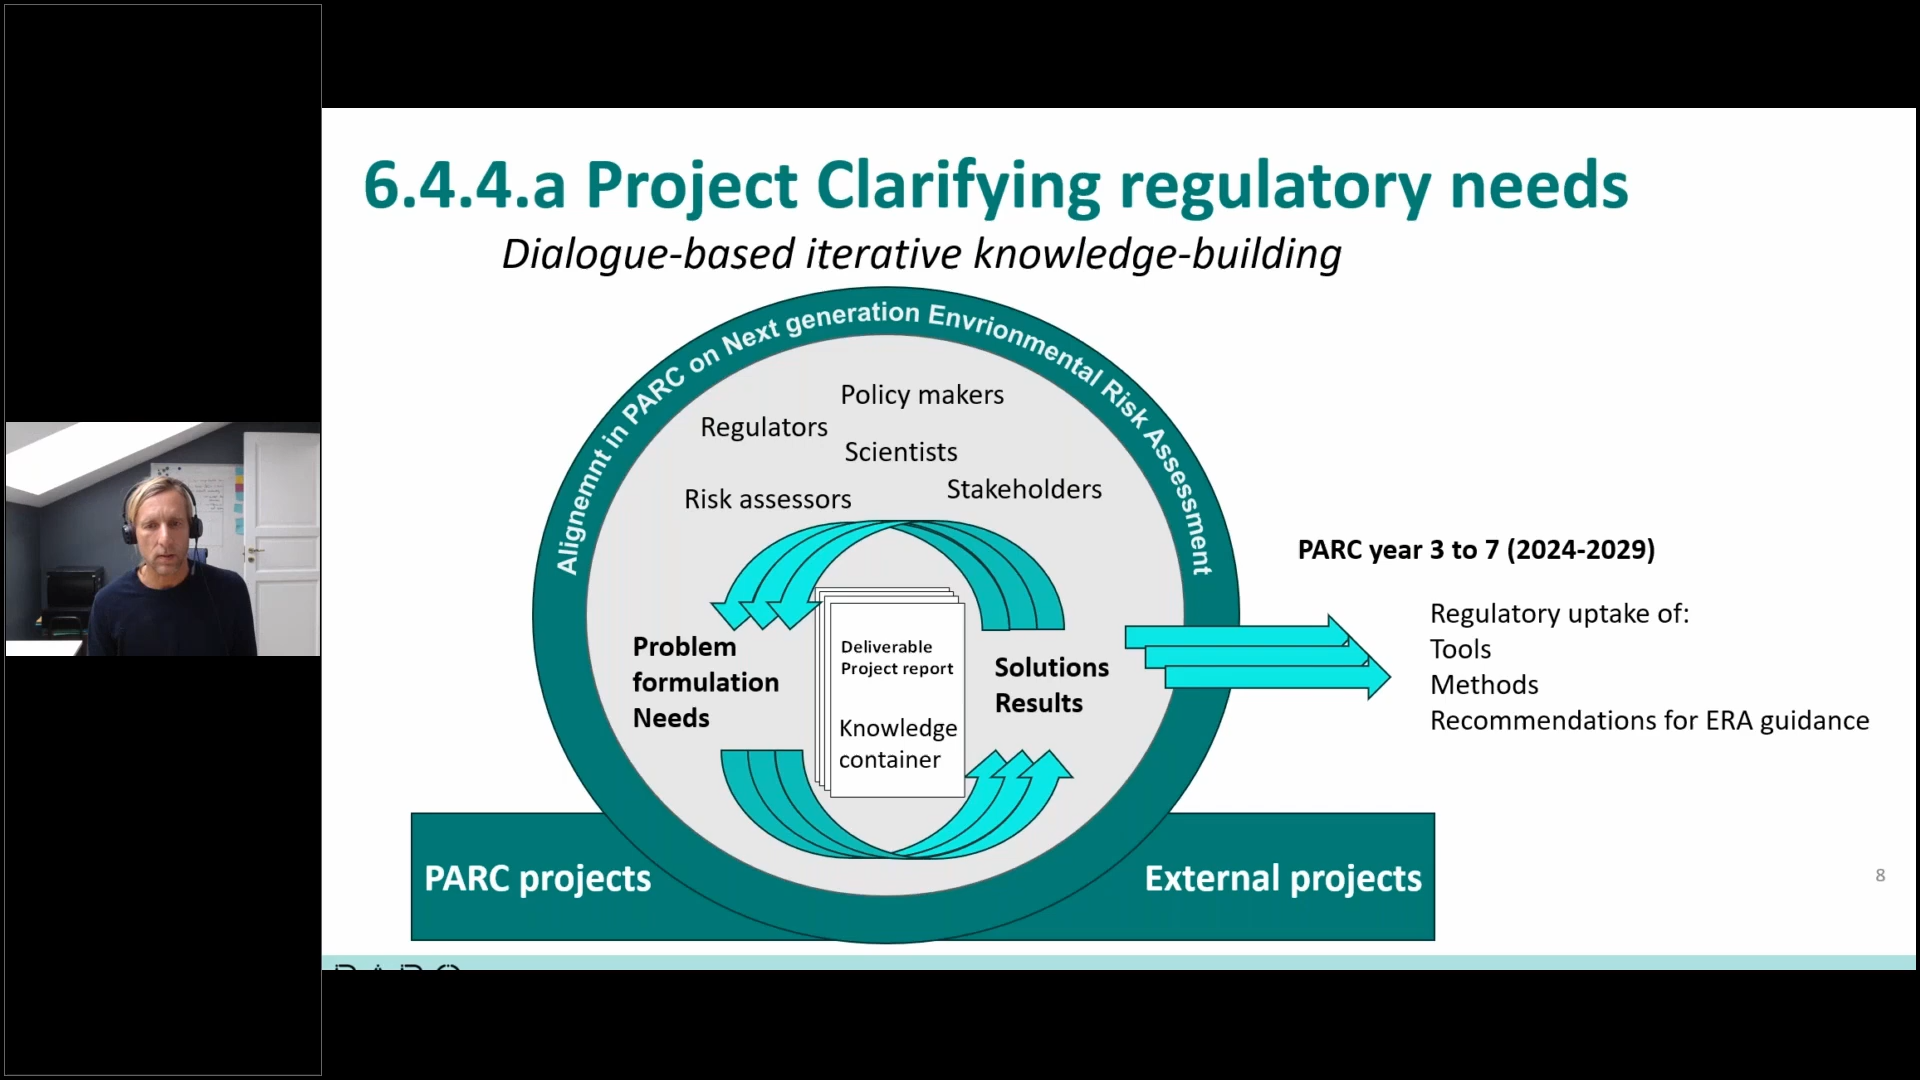 6.4.4.a Project Clarifying regulatory needs
Dialogue-based iterative knowledge-building
Alignemnt in PARC on Next generation Envrionmental Risk Assessment
Policy makers
Regulators
Scientists
Stakeholders
Risk assessors
Problem
formulation
Needs
Deliverable
Project report
Knowledge
container
Solutions
Results
PARC year 3 to 7 (2024-2029)
Regulatory uptake of:
Tools
Methods
Recommendations for ERA guidance
PARC projects
External projects
8